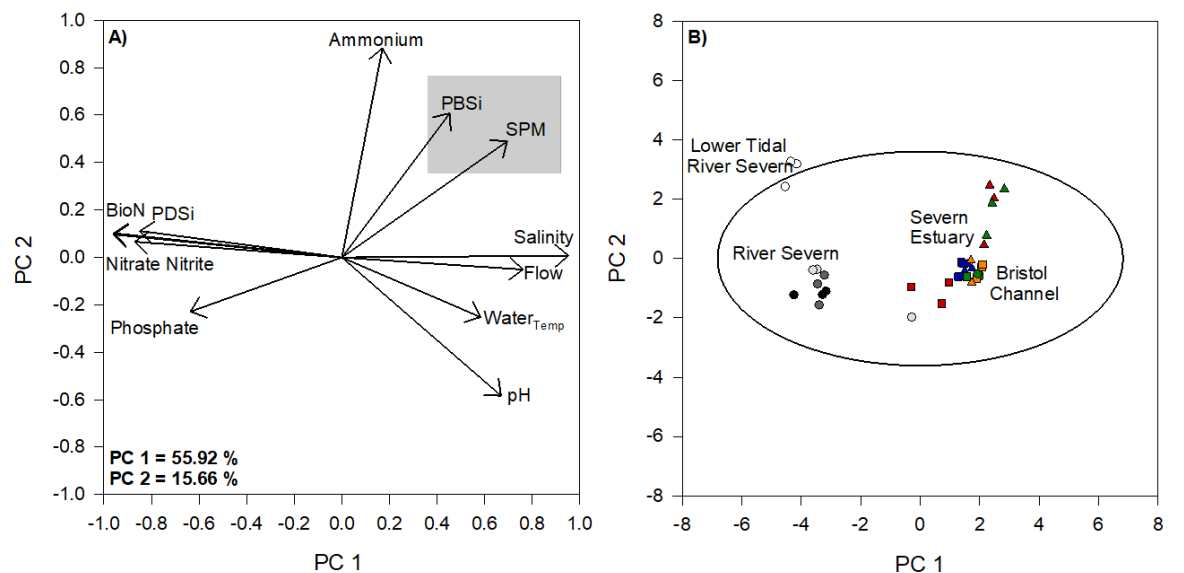 A)
1.0
0.8
0.6
0.4
0.2
0.0
-0.2
-0.4
-0.6
-0.8
-1.0
PC 2
Ammonium
PBSi
SPM
BioN
PDSi
Nitrate Nitrite
Phosphate
Salinity
Flow
WaterTemp
pH
PC 1 = 55.92 %
PC 2 = 15.66 %
-1.0 -0.8 -0.6 -0.4 -0.2 0.0 0.2 0.4 0.6 0.8 1.0
PC 1
B)
8
6
4
2
0
-2
-4
-6
-8
PC 2
Lower Tidal
River Severn
River Severn
Severn
Estuary
Bristol
Channel
-8 -6 -4 -2 0 2 4 6 8
PC 1